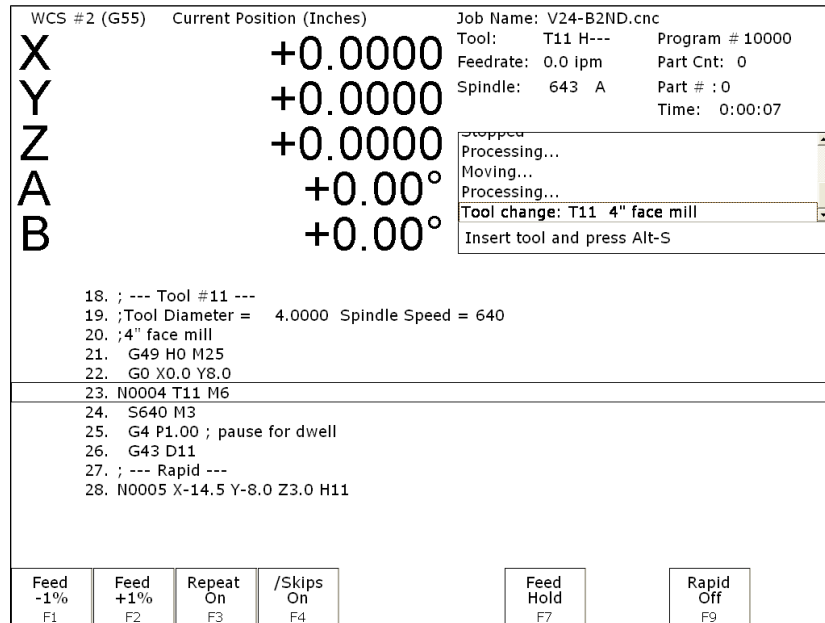 WCS #2 (G55) Current Position (Inches) Job Name: V24-B2ND.cnc
X +0.0000
Y +0.0000
Z +0.0000
A +0.00°
B +0.00°
Tool: T11 H--- Program # 10000
Feedrate: 0.0 ipm Part Cnt: 0
Spindle: 643 A Part # : 0
Time: 0:00:07
Stopped
Processing...
Moving...
Processing...
Tool change: T11 4" face mill
Insert tool and press Alt-S
18. ; --- Tool #11 ---
19. ;Tool Diameter = 4.0000 Spindle Speed = 640
20. ;4" face mill
21. G49 H0 M25
22. G0 X0.0 Y8.0
23. N0004 T11 M6
24. S640 M3
25. G4 P1.00 ; pause for dwell
26. G43 D11
27. ; --- Rapid ---
28. N0005 X-14.5 Y-8.0 Z3.0 H11
Feed -1% F1
Feed +1% F2
Repeat On F3
/Skips On F4
Feed Hold F7
Rapid Off F9